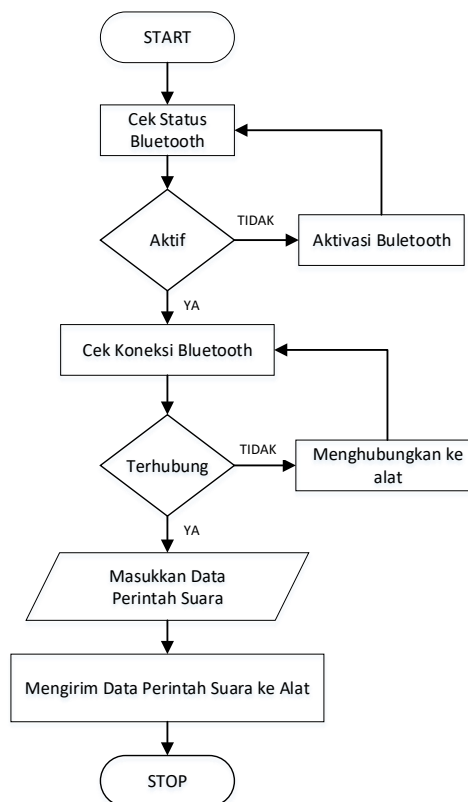 START
Cek Status
Bluetooth
Aktif
TIDAK
Aktivasi Buletooth
YA
Cek Koneksi Bluetooth
Terhubung
TIDAK
Menghubungkan ke
alat
YA
Masukkan Data
Perintah Suara
Mengirim Data Perintah Suara ke Alat
STOP